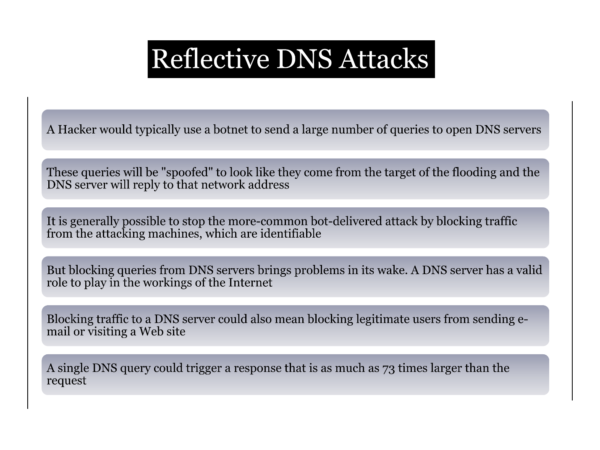 Reflective DNS Attacks
A Hacker would typically use a botnet to send a large number of queries to open DNS servers
These queries will be "spoofed" to look like they come from the target of the flooding and the
DNS server will reply to that network address
It is generally possible to stop the more-common bot-delivered attack by blocking traffic
from the attacking machines, which are identifiable
But blocking queries from DNS servers brings problems in its wake. A DNS server has a valid
role to play in the workings of the Internet
Blocking traffic to a DNS server could also mean blocking legitimate users from sending e-
mail or visiting a Web site
A single DNS query could trigger a response that is as much as 73 times larger than the
request